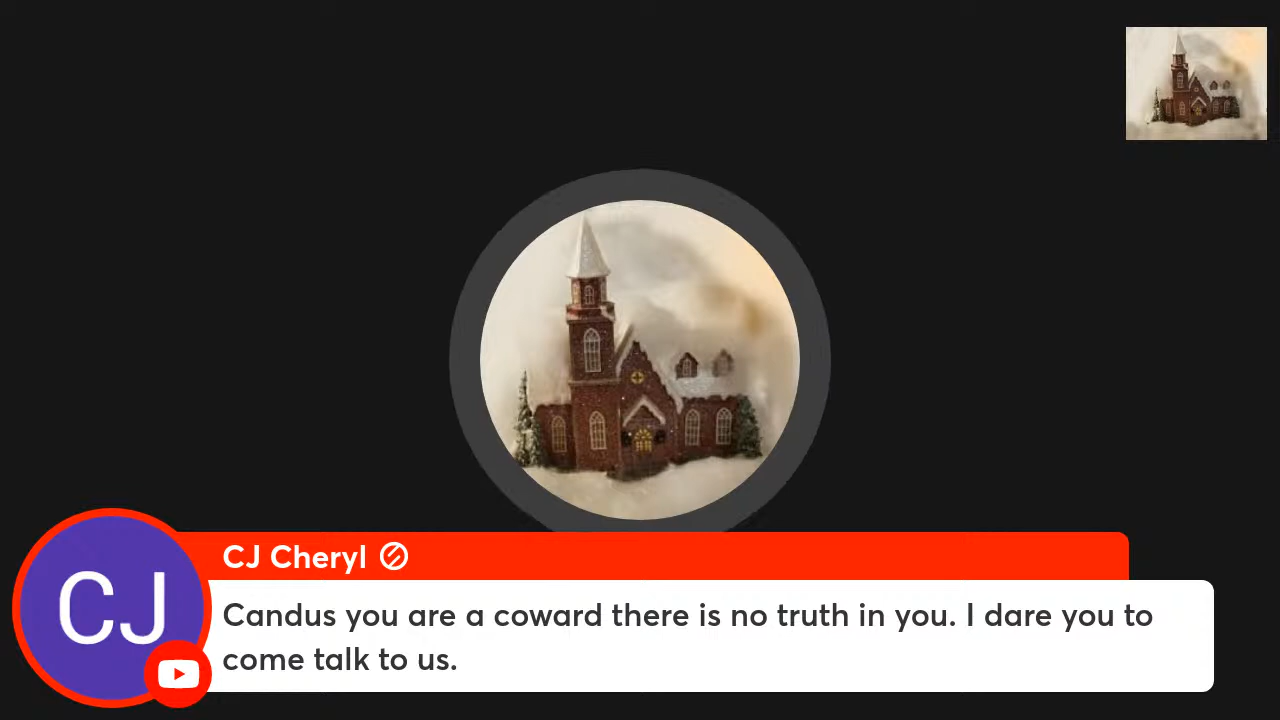 CJ Cheryl
CJ
Candus you are a coward there is no truth in you. I dare you to
come talk to us.